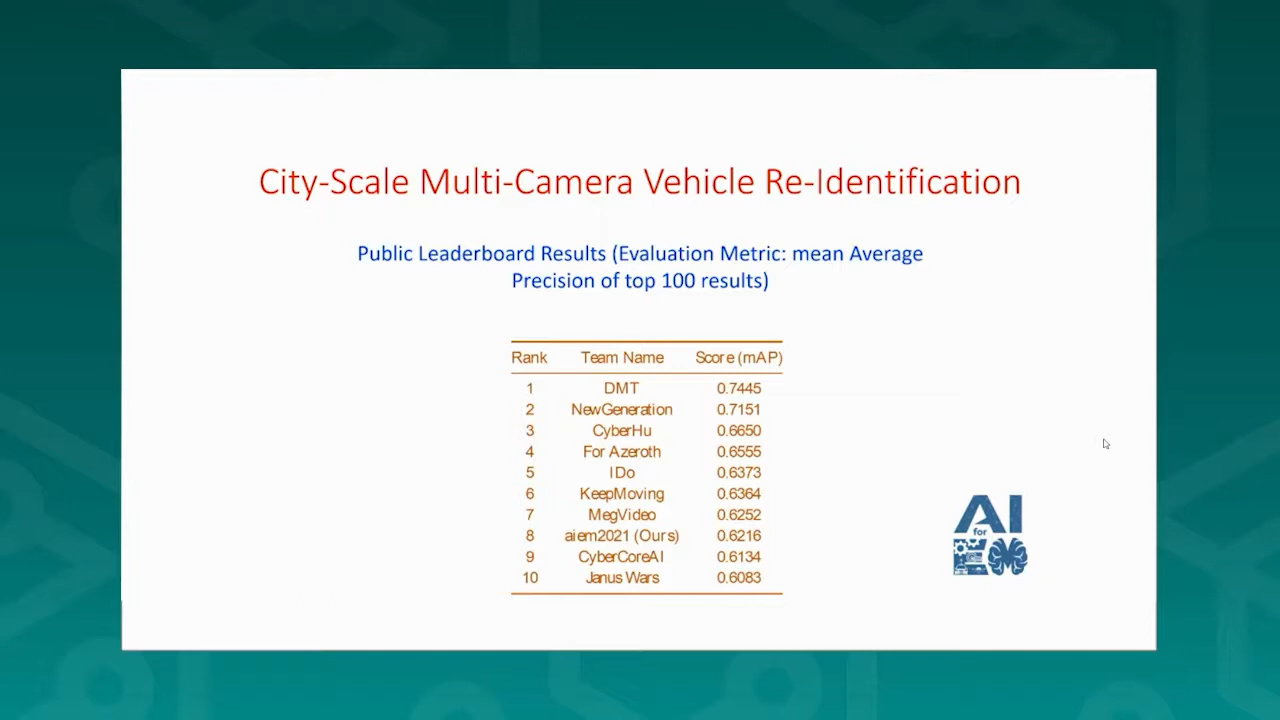 City-Scale Multi-Camera Vehicle Re-Identification
Public Leaderboard Results (Evaluation Metric: mean Average
Precision of top 100 results)
Rank Team Name Score (mAP)
1 DMT 0.7445
2 NewGeneration 0.7151
3 CyberHu 0.6650
4 For Azeroth 0.6555
5 IDo 0.6373
6 KeepMoving 0.6364
7 MegVideo 0.6252
8 aiem2021 (Ours) 0.6216
9 CyberCoreAI 0.6134
10 Janus Wars 0.6083
AI
for
E